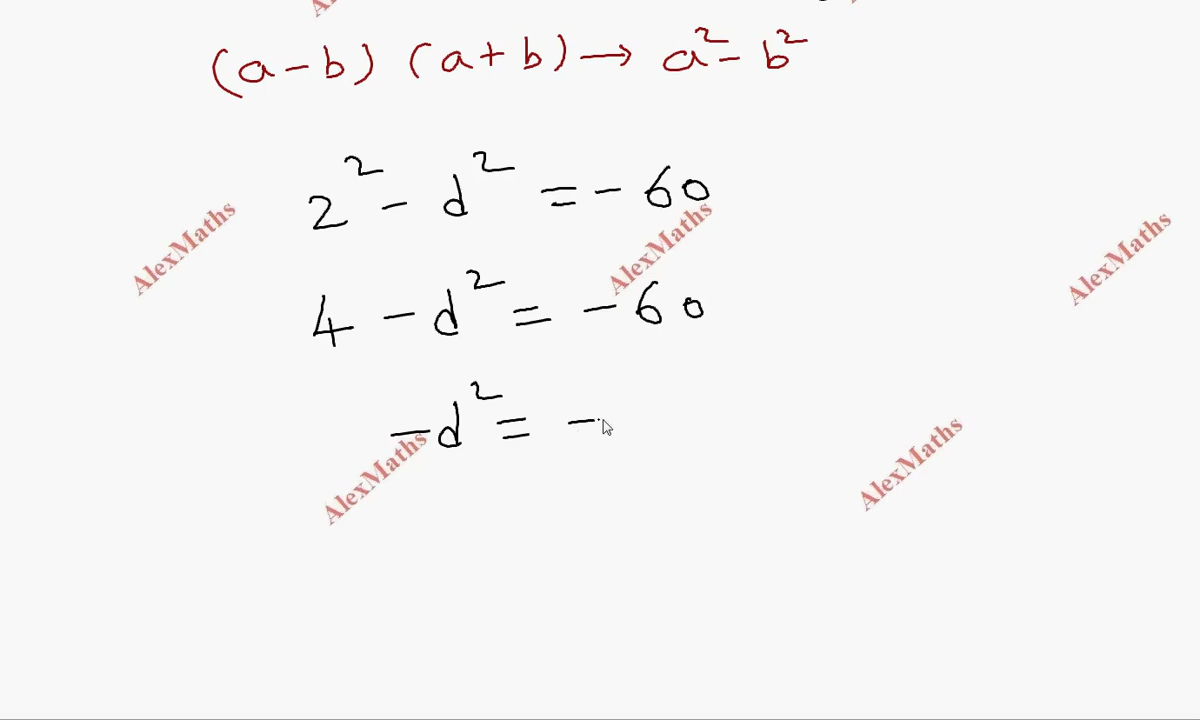 (a-b) (a+b) → a² - b²
2² - d² = - 60
AlexMaths
AlexMaths
AlexMaths
4 - d² = - 60
-d² = -
AlexMaths
AlexMaths